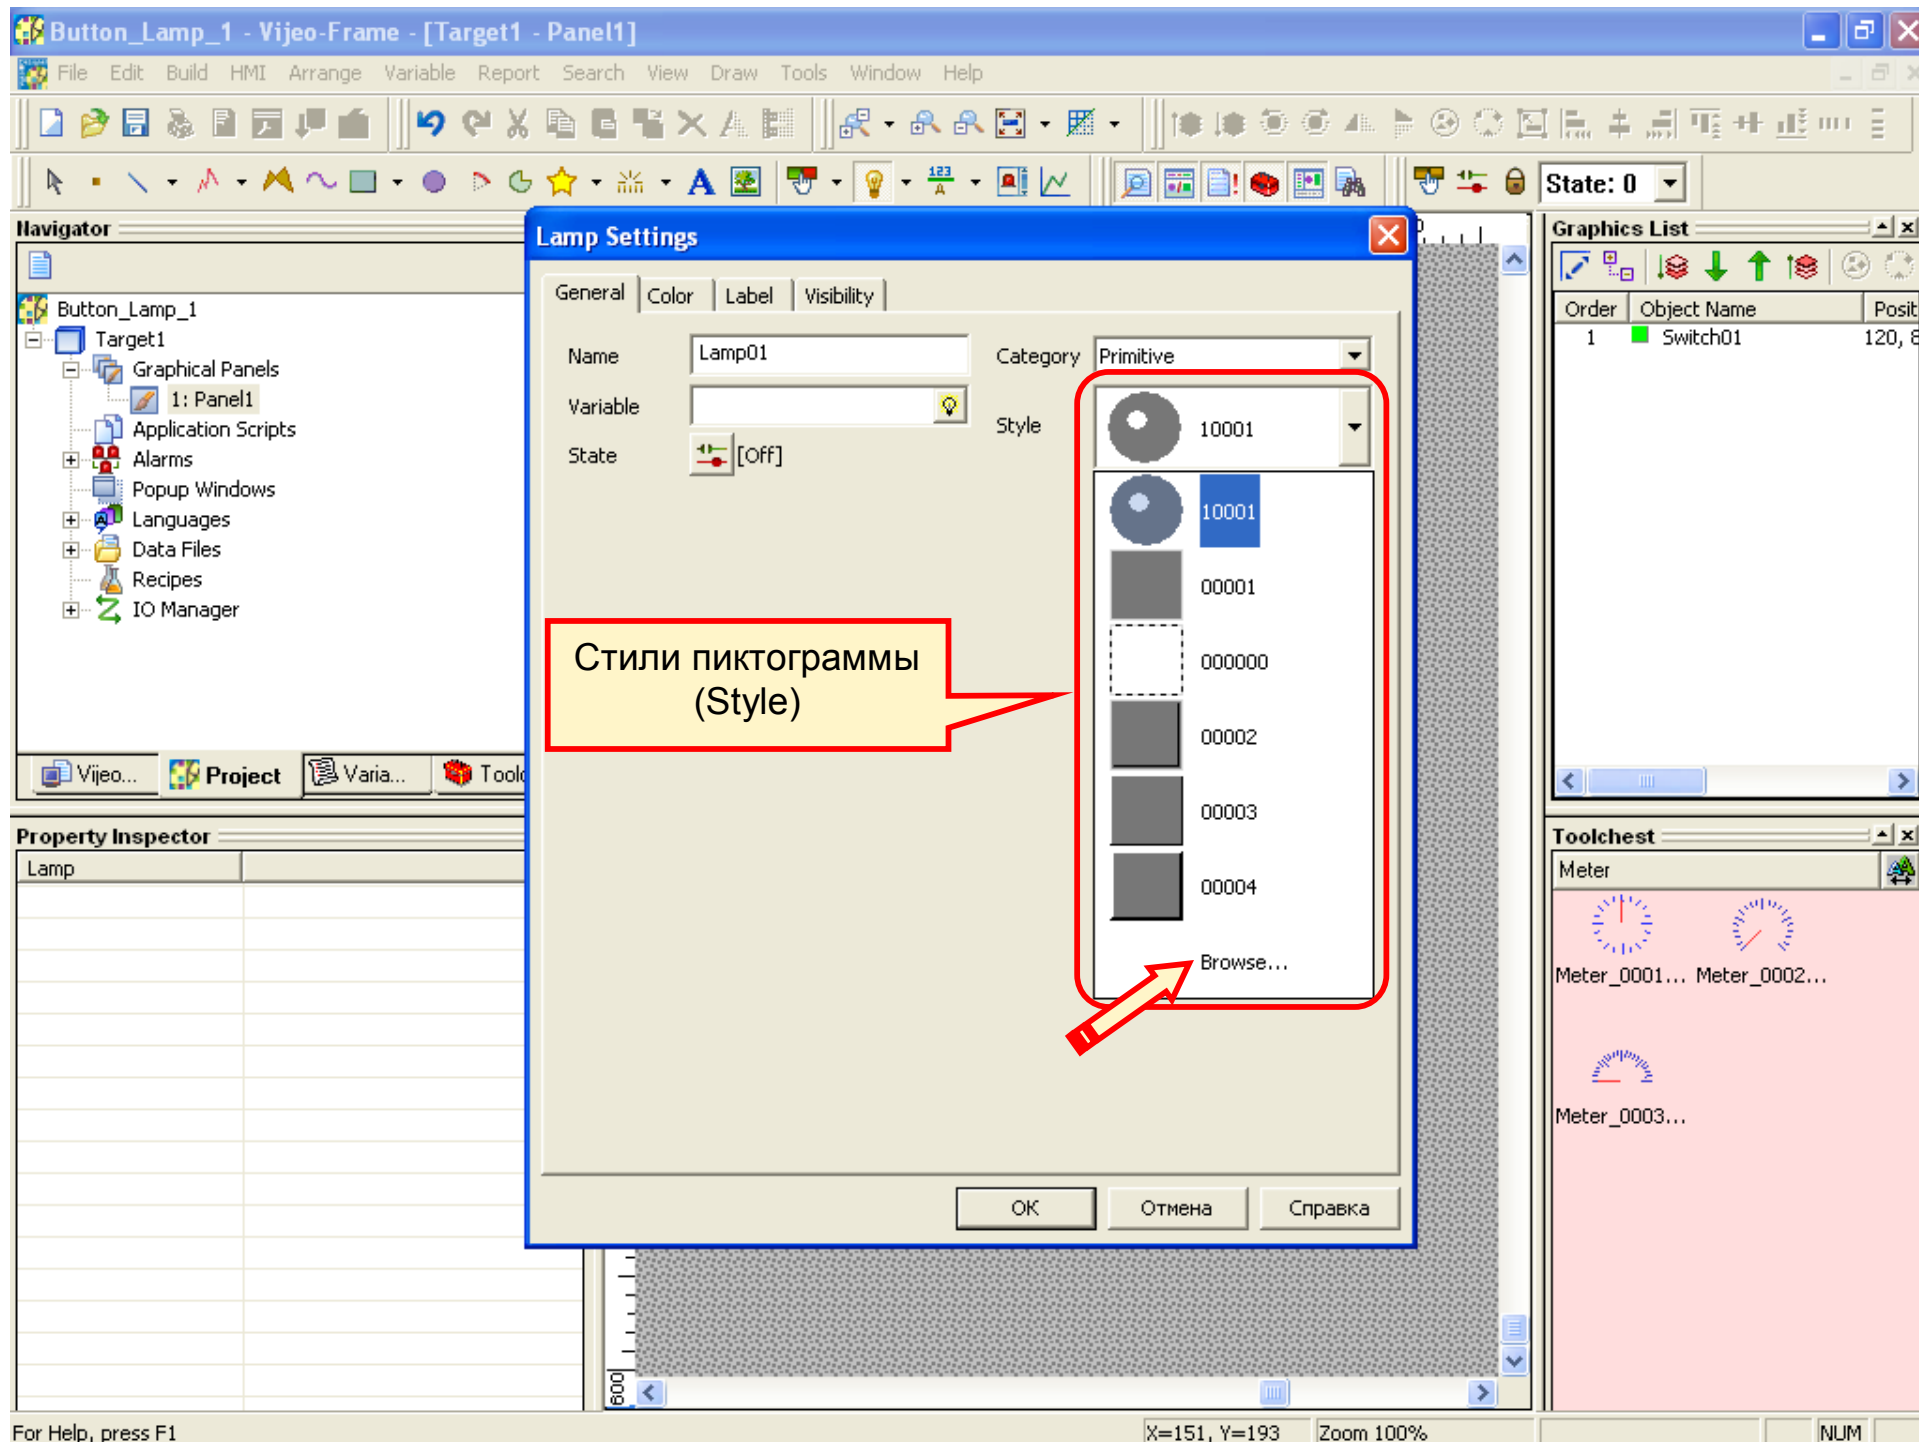 Button_Lamp_1 - Vijeo-Frame - [Target1 - Panel1]
File Edit Build HMI Arrange Variable Report Search View Draw Tools Window Help
State: 0
Navigator
Button_Lamp_1
Target1
Graphical Panels
1: Panel1
Application Scripts
Alarms
Popup Windows
Languages
Data Files
Recipes
IO Manager
Vijeo... Project Varia...
Property Inspector
Lamp
Lamp Settings
General Color Label Visibility
Name Lamp01
Variable
State [Off]
Category Primitive
Style 10001
10001
00001
000000
00002
00003
00004
Browse...
Стили пиктограммы
(Style)
OK Отмена Справка
600
Graphics List
Order Object Name
1 Switch01
Toolchest
Meter
Meter_0001... Meter_0002...
Meter_0003...
For Help, press F1
X=151, Y=193 Zoom 100% NUM